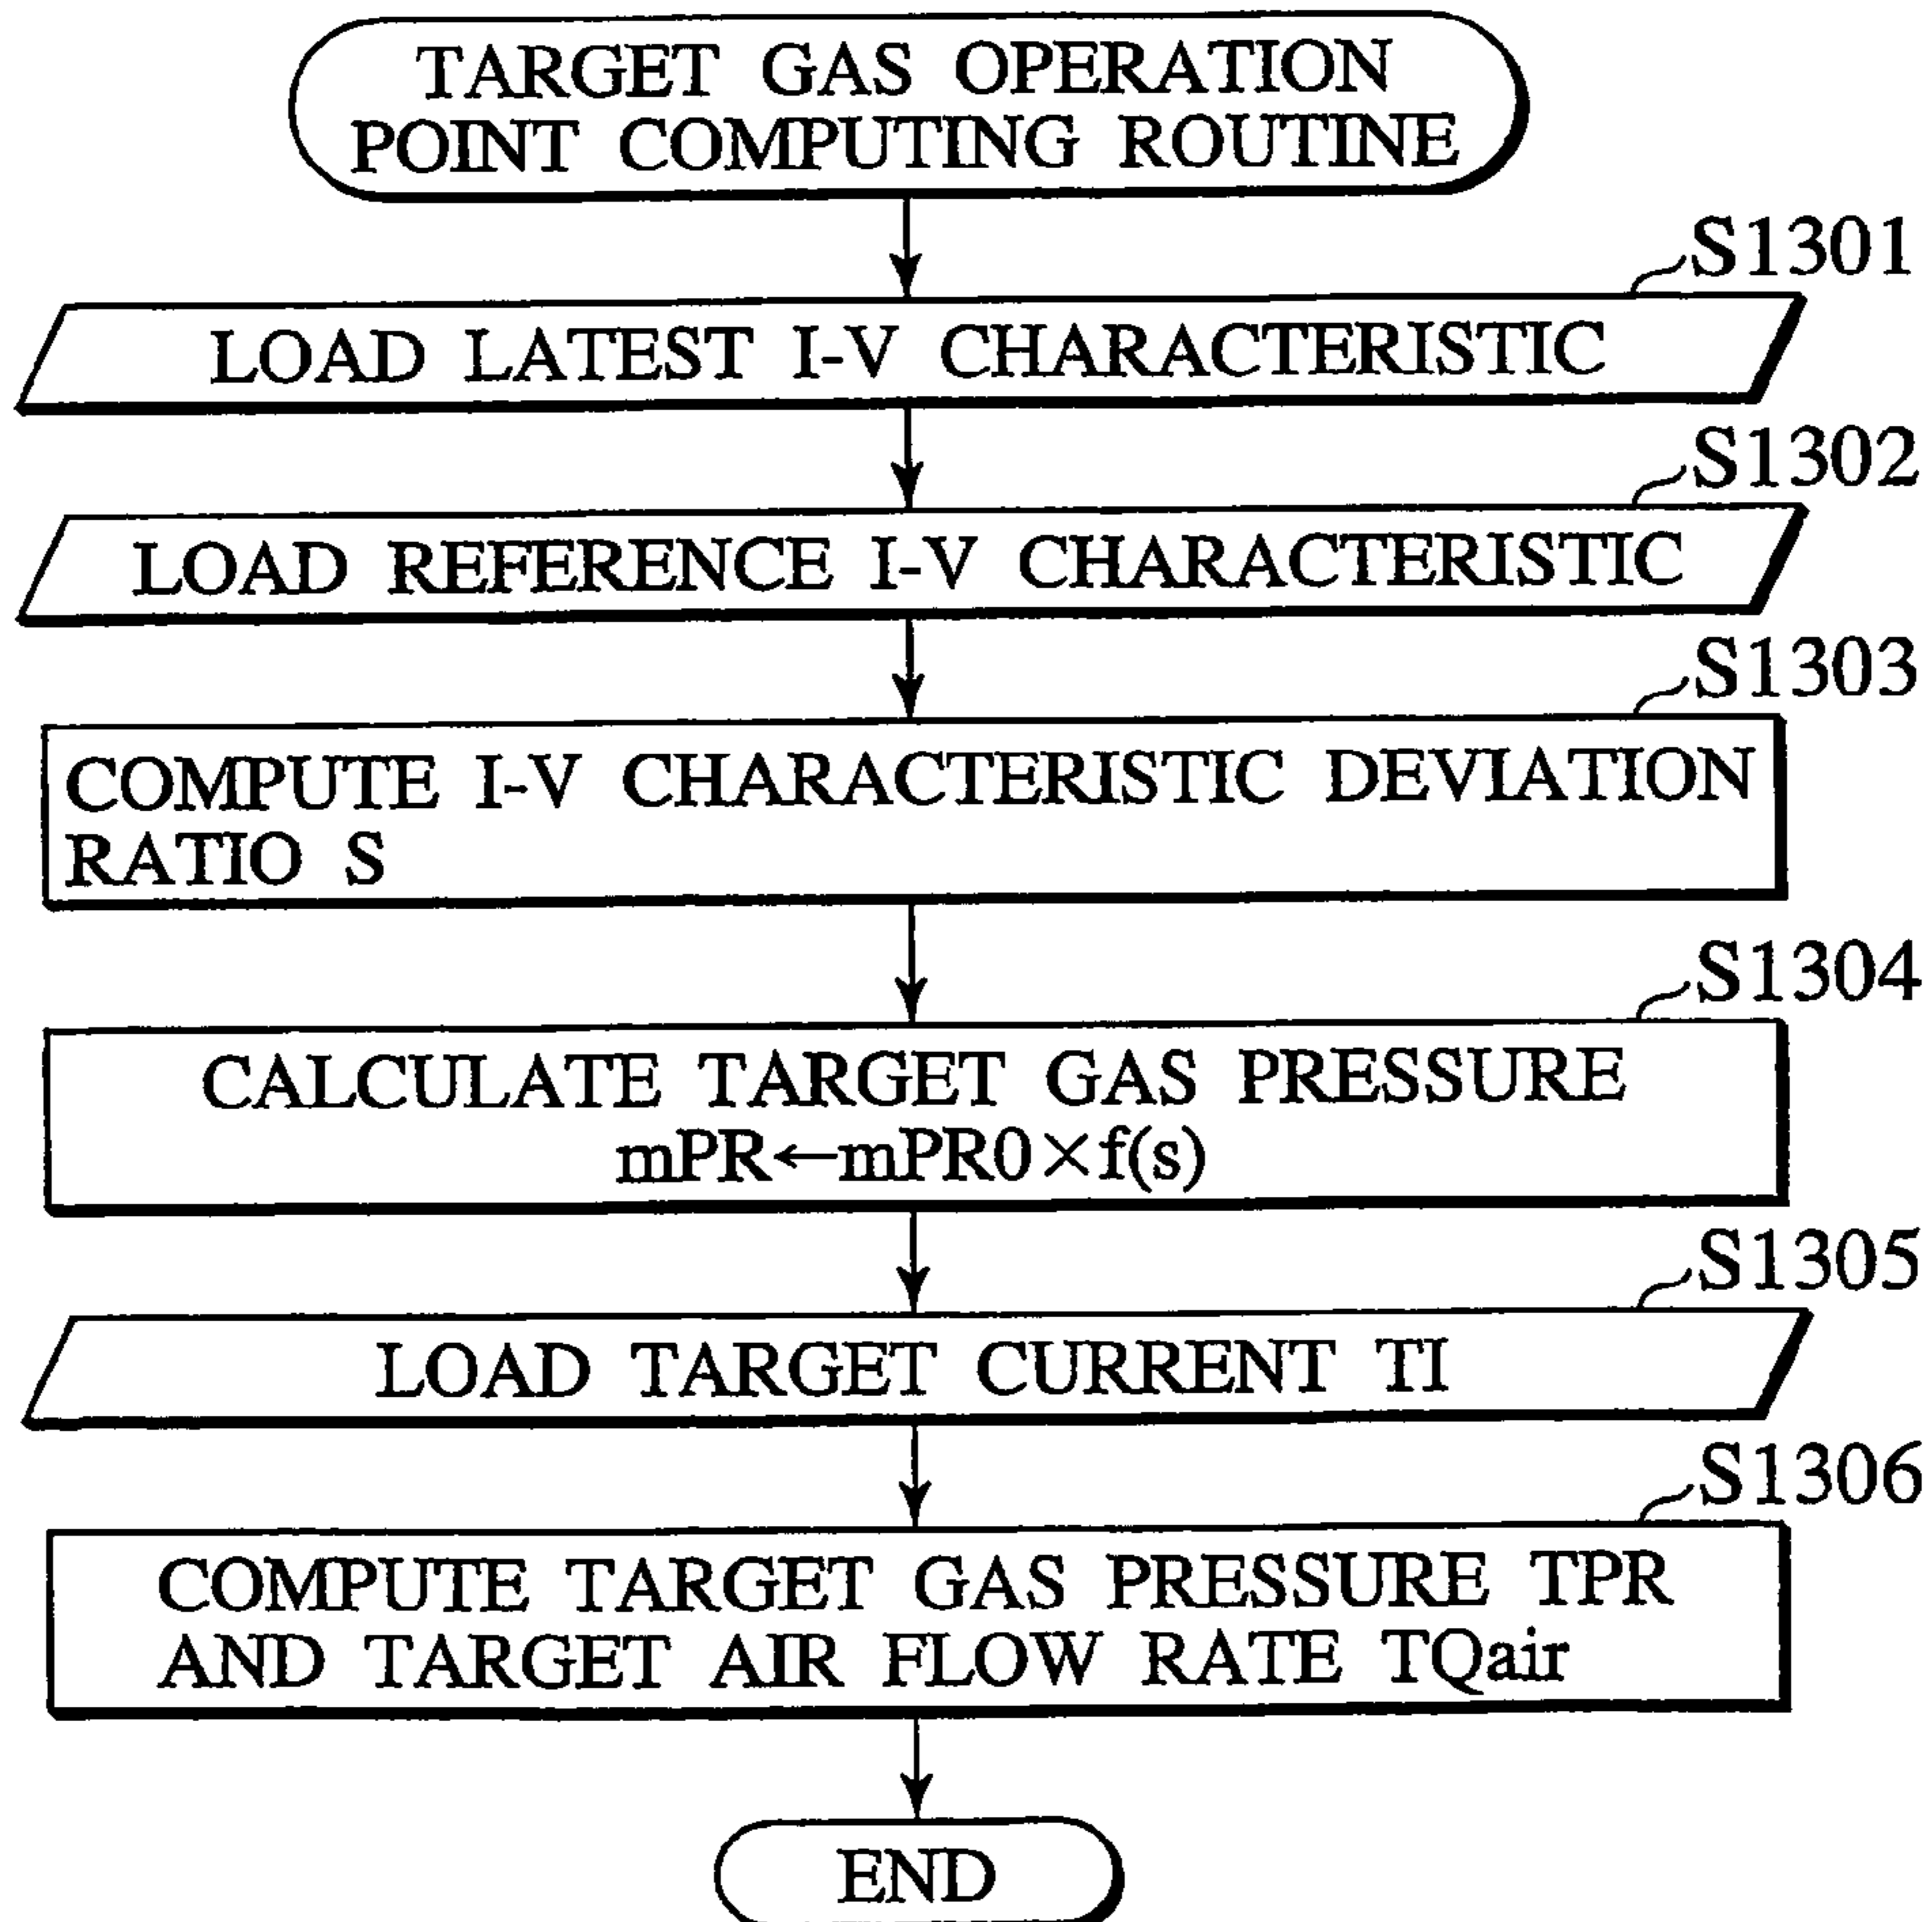 TARGET GAS OPERATION
POINT COMPUTING ROUTINE
S1301
LOAD LATEST I-V CHARACTERISTIC
S1302
LOAD REFERENCE I-V CHARACTERISTIC
S1303
COMPUTE I-V CHARACTERISTIC DEVIATION
RATIO S
S1304
CALCULATE TARGET GAS PRESSURE
mPR←mPR0×f(s)
S1305
LOAD TARGET CURRENT TI
S1306
COMPUTE TARGET GAS PRESSURE TPR
AND TARGET AIR FLOW RATE TQair
END